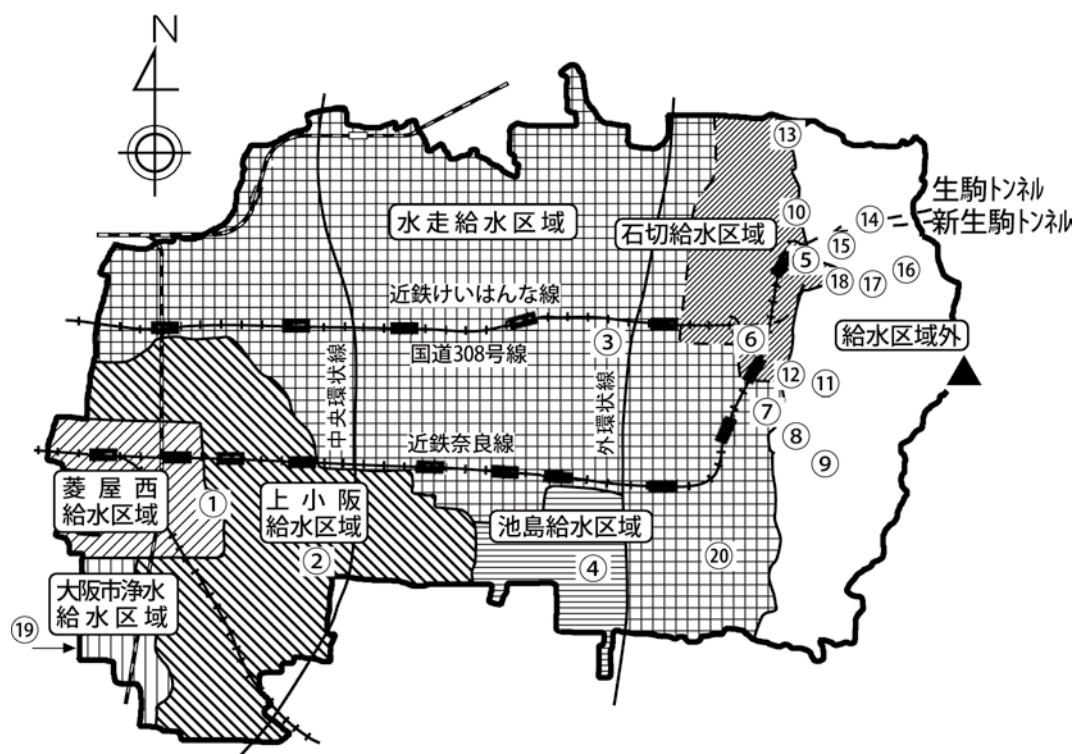 N
⑬
生駒トンネル
新生駒トンネル
⑩
⑭
水走給水区域
石切給水区域
⑮
⑤
⑯
⑱
⑰
近鉄けいはんな線
③
⑥
給水区域外
国道308号線
中央環状線
外環状線
⑫
⑪
⑦
近鉄奈良線
⑧
⑨
菱屋西
給水区域
①
上小阪
給水区域
②
池島給水区域
④
⑳
大阪市浄水
給水区域
⑲